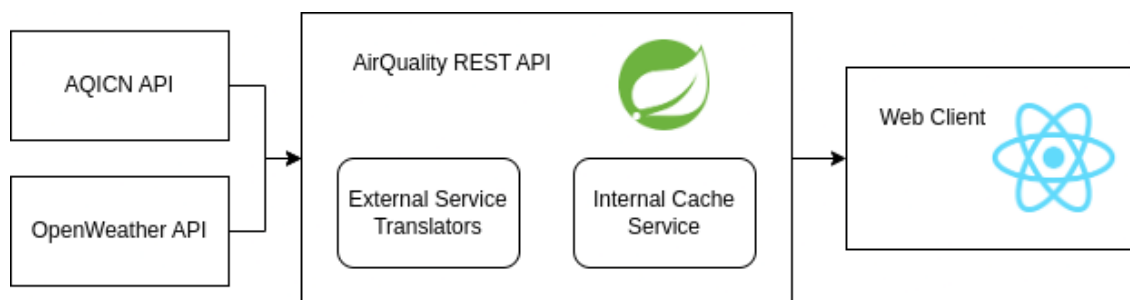 AQICN API
OpenWeather API
AirQuality REST API
External Service
Translators
Internal Cache
Service
Web Client